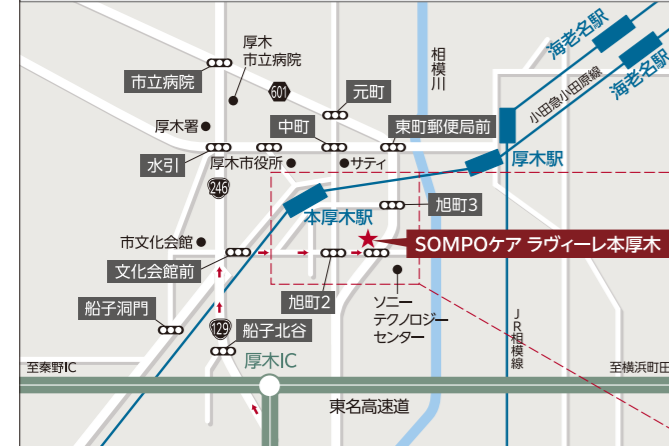 海老名駅
海老名駅
小田急小田原線
厚木
市立病院
相模川
市立病院
601
元町
厚木署
中町
東町郵便局前
水引
厚木市役所
サティ
厚木駅
246
本厚木駅
旭町3
市文化会館
SOMPOケア ラヴィーレ本厚木
文化会館前
旭町2
ソニー
テクノロジー
センター
船子洞門
129
船子北谷
JR相模線
厚木IC
至秦野IC
至横浜町田
東名高速道